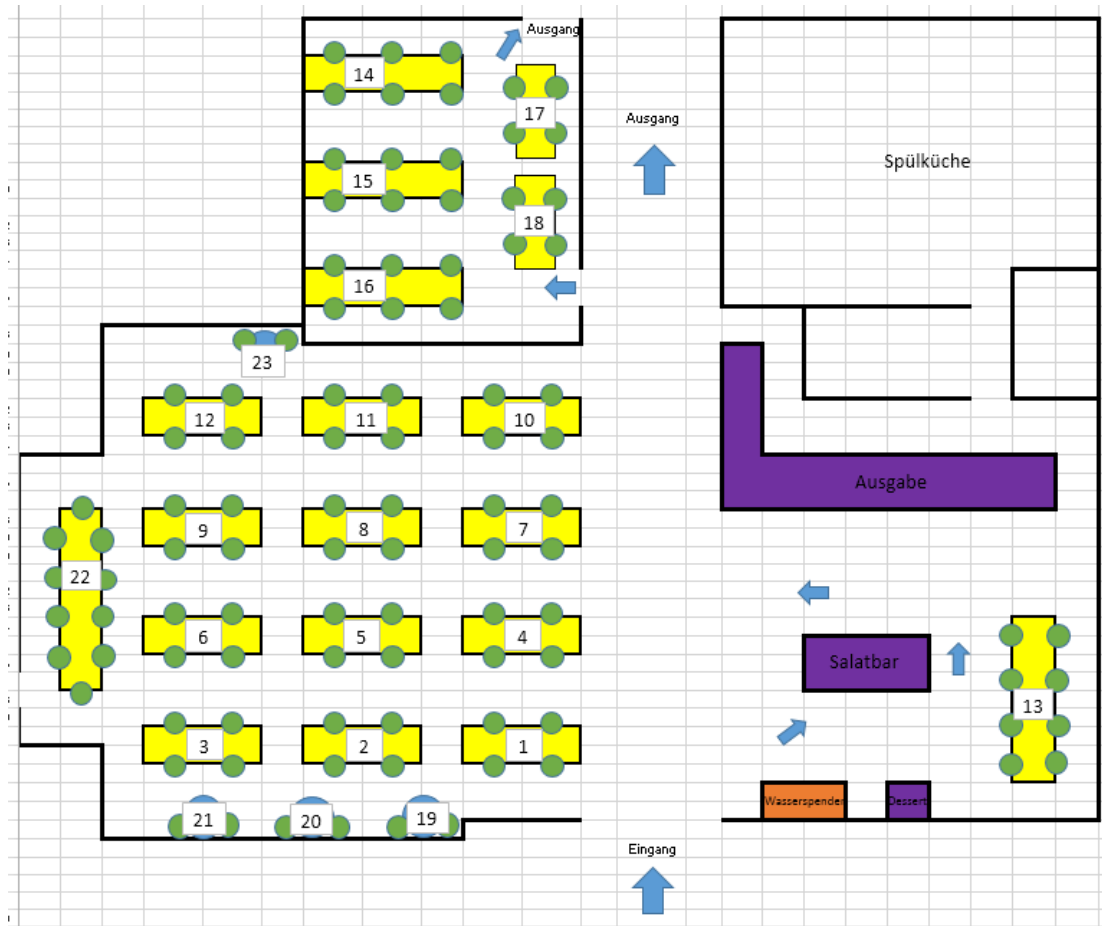 Ausgang
14
17
Ausgang
Spülküche
15
18
16
23
12
11
10
Ausgabe
9
8
7
22
6
5
4
Salatbar
13
3
2
1
Wasserspender
Dessert
21
20
19
Eingang